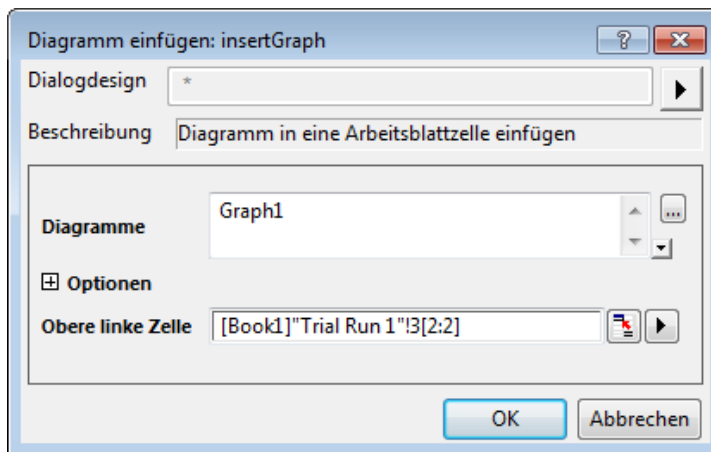 Diagramm einfügen: insertGraph
Dialogdesign *
Beschreibung Diagramm in eine Arbeitsblattzelle einfügen
Diagramme Graph1
Optionen
Obere linke Zelle [Book1]"Trial Run 1"!3[2:2]
OK Abbrechen